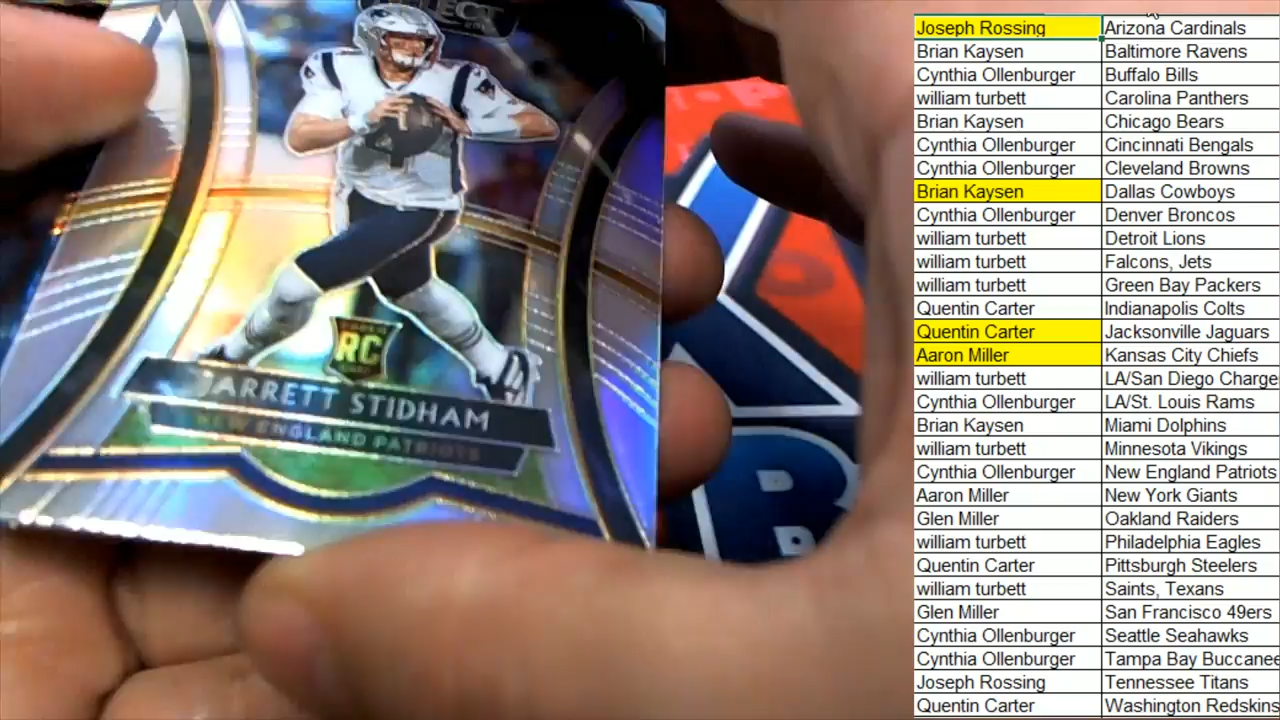 SELECT
4
RC
JARRETT STIDHAM
NEW ENGLAND PATRIOTS
B
Joseph Rossing Arizona Cardinals
Brian Kaysen Baltimore Ravens
Cynthia Ollenburger Buffalo Bills
william turbett Carolina Panthers
Brian Kaysen Chicago Bears
Cynthia Ollenburger Cincinnati Bengals
Cynthia Ollenburger Cleveland Browns
Brian Kaysen Dallas Cowboys
Cynthia Ollenburger Denver Broncos
william turbett Detroit Lions
william turbett Falcons, Jets
william turbett Green Bay Packers
Quentin Carter Indianapolis Colts
Quentin Carter Jacksonville Jaguars
Aaron Miller Kansas City Chiefs
william turbett LA/San Diego Charge
Cynthia Ollenburger LA/St. Louis Rams
Brian Kaysen Miami Dolphins
william turbett Minnesota Vikings
Cynthia Ollenburger New England Patriots
Aaron Miller New York Giants
Glen Miller Oakland Raiders
william turbett Philadelphia Eagles
Quentin Carter Pittsburgh Steelers
william turbett Saints, Texans
Glen Miller San Francisco 49ers
Cynthia Ollenburger Seattle Seahawks
Cynthia Ollenburger Tampa Bay Buccanee
Joseph Rossing Tennessee Titans
Quentin Carter Washington Redskins